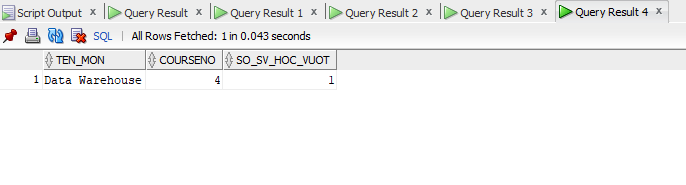 Script Output x Query Result x Query Result 1 x Query Result 2 x Query Result 3 x Query Result 4 x
SQL | All Rows Fetched: 1 in 0.043 seconds
TEN_MON COURSENO SO_SV_HOC_VUOT
1 Data Warehouse 4 1